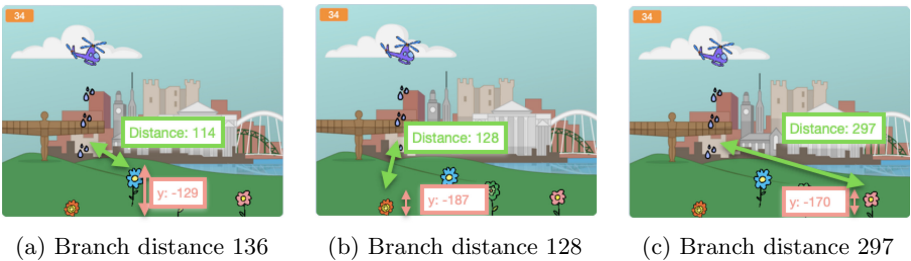 34
Distance: 114
y: -129
(a) Branch distance 136
34
Distance: 128
y: -187
(b) Branch distance 128
34
Distance: 297
y: -170
(c) Branch distance 297